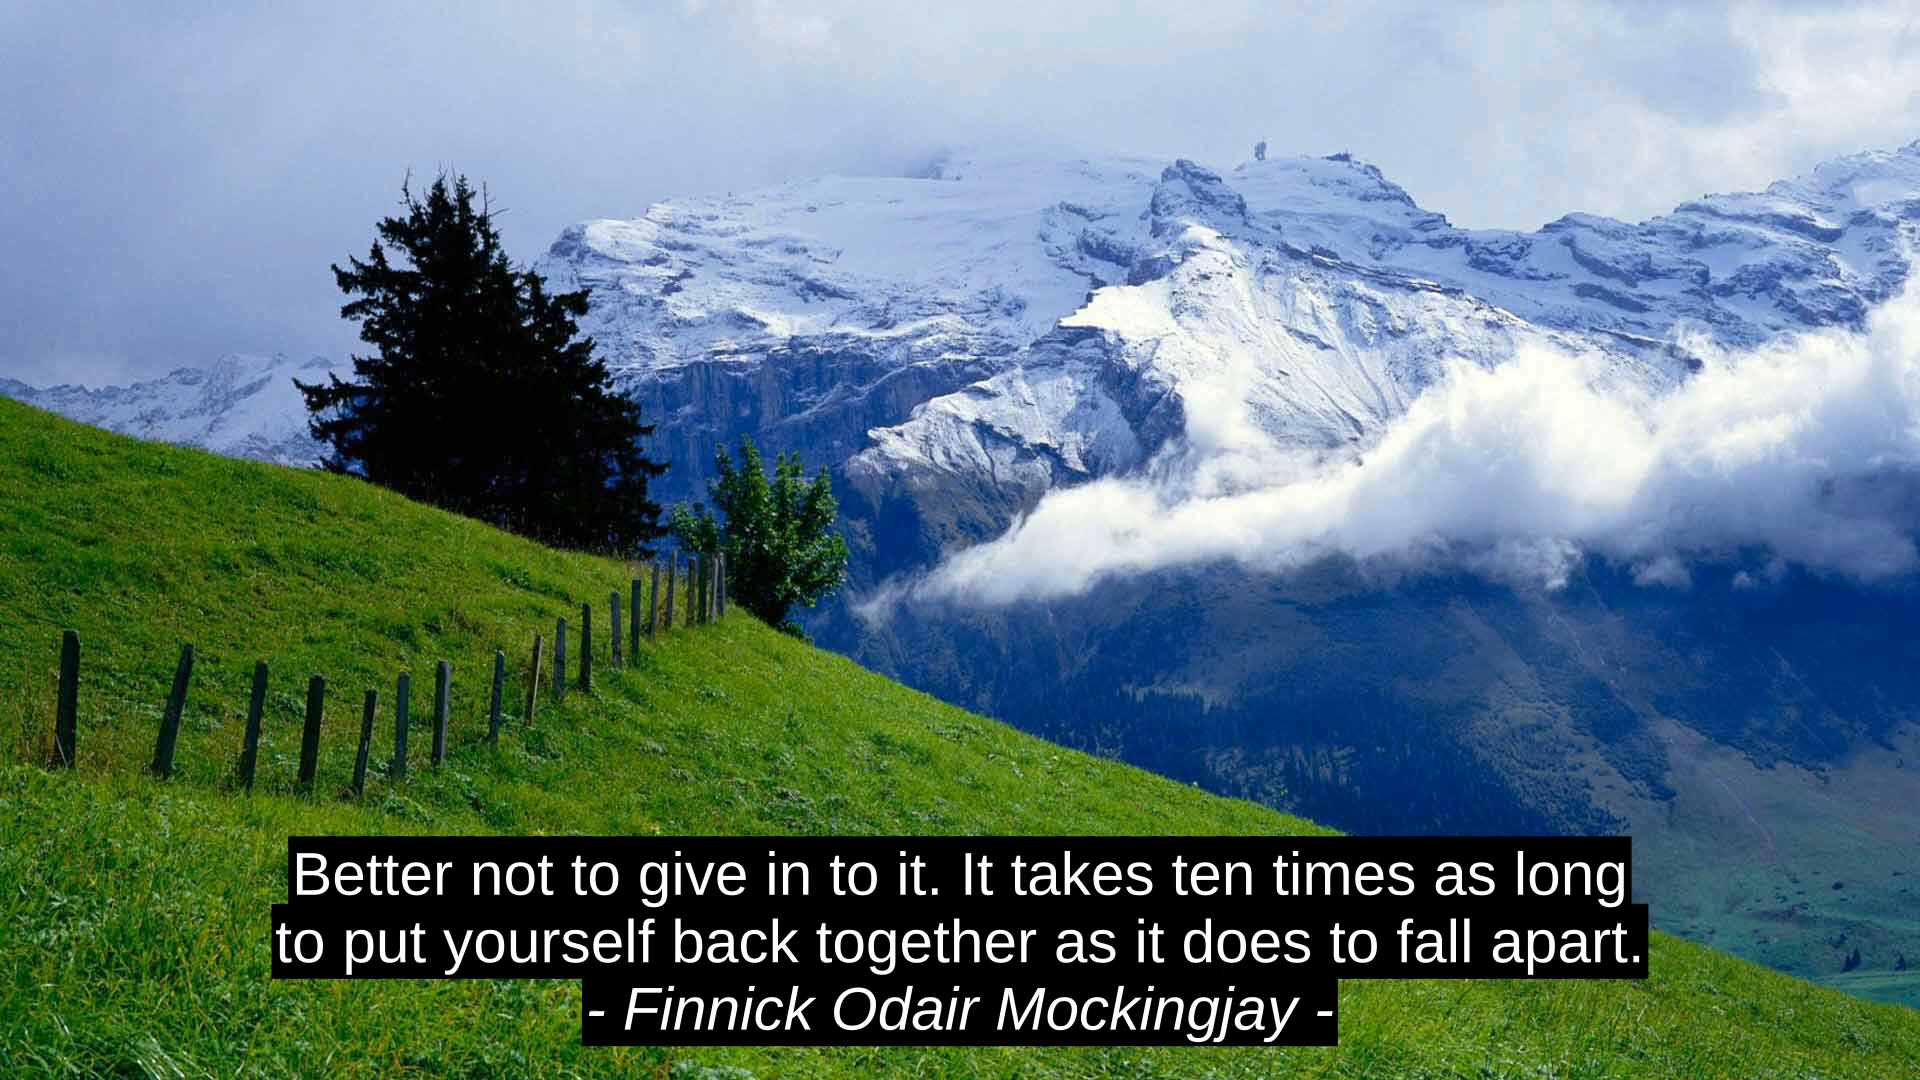 Better not to give in to it. It takes ten times as long
to put yourself back together as it does to fall apart.
- Finnick Odair Mockingjay -